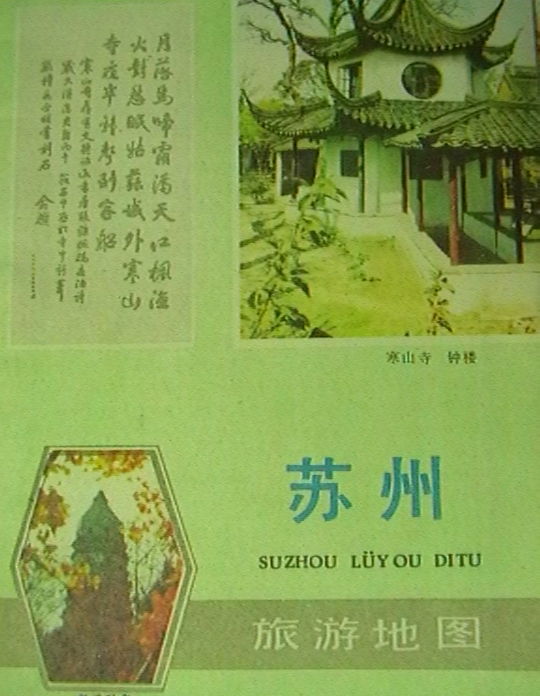 月落烏啼霜滿天江楓漁
火對愁眠姑蘇城外寒山
寺夜半鐘聲到客船
俞樾
寒山寺 钟楼
苏州
SUZHOU LÜYOU DITU
旅游地图